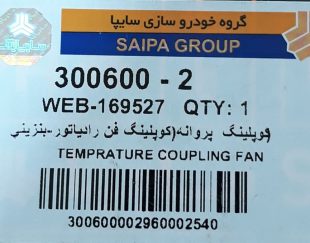 گروه خودرو سازی سایپا
SAIPA GROUP
300600 - 2
WEB-169527 QTY: 1
کوپلینگ پروانه(کوپلینگ فن رادیاتور-بنزینی
TEMPRATURE COUPLING FAN
300600002960002540